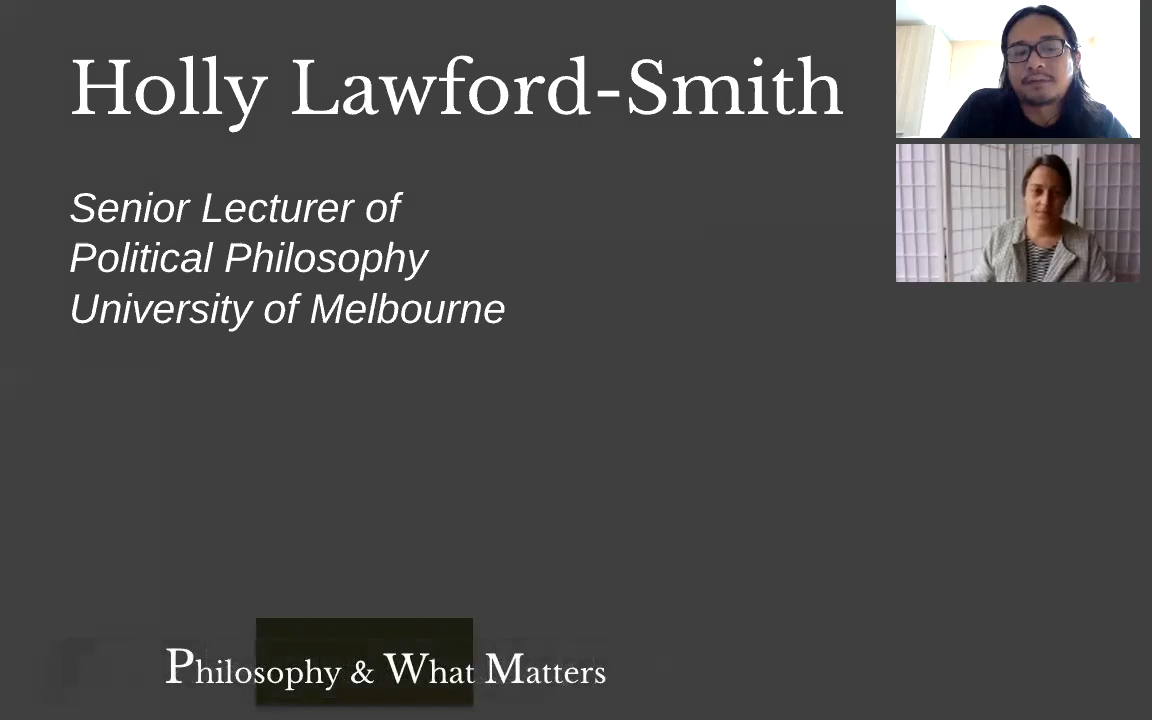 Holly Lawford-Smith
Senior Lecturer of
Political Philosophy
University of Melbourne
Philosophy & What Matters